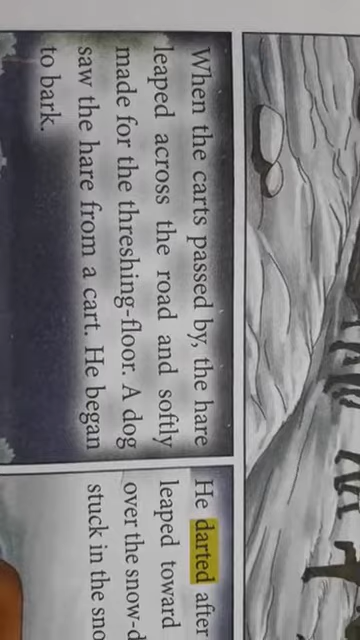 When the carts passed by, the hare
leaped across the road and softly
made for the threshing-floor. A dog
saw the hare from a cart. He began
to bark.
He darted after
leaped toward
over the snow-d
stuck in the sno